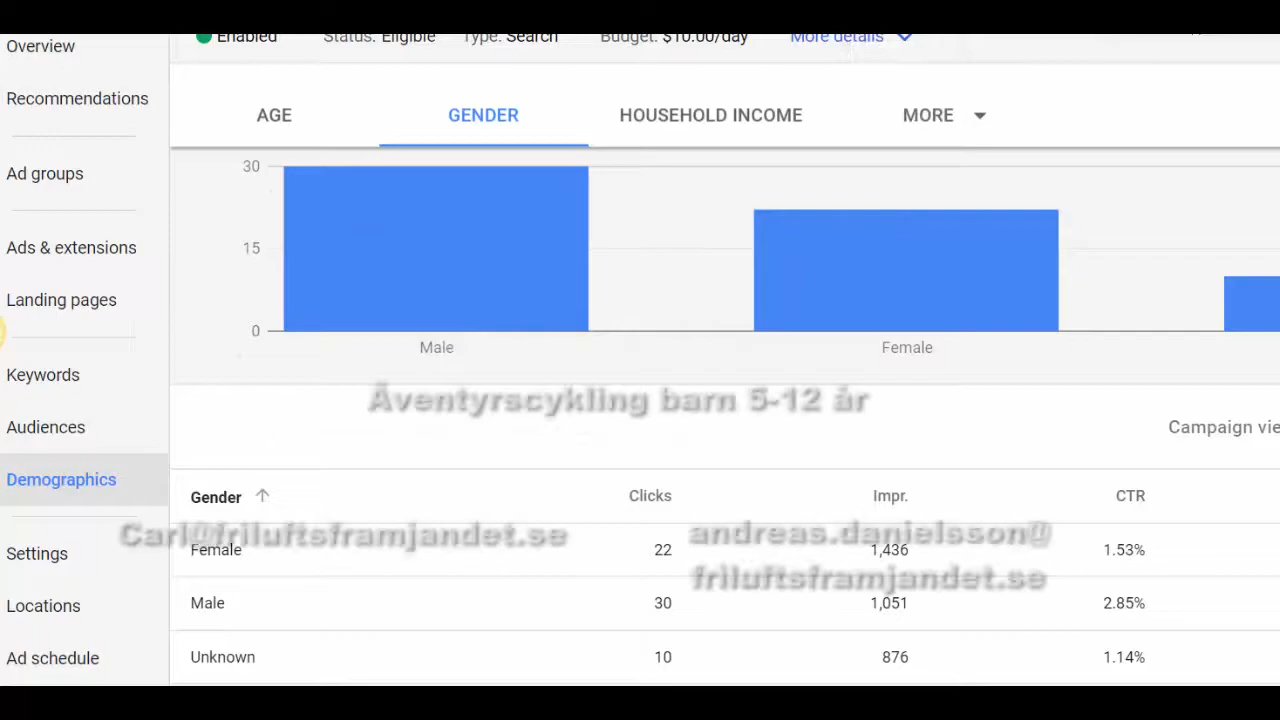 Overview
Enabled Status: Eligible Type: Search Budget: $10.00/day More details
Recommendations
AGE GENDER HOUSEHOLD INCOME MORE
30
Ad groups
Ads & extensions
15
Landing pages
0
Male Female
Keywords
Äventyrscykling barn 5-12 år
Audiences
Campaign vie
Demographics
Gender Clicks Impr. CTR
Carl@friluftsframjandet.se andreas.danielsson@
friluftsframjandet.se
Female 22 1,436 1.53%
Settings
Male 30 1,051 2.85%
Locations
Unknown 10 876 1.14%
Ad schedule